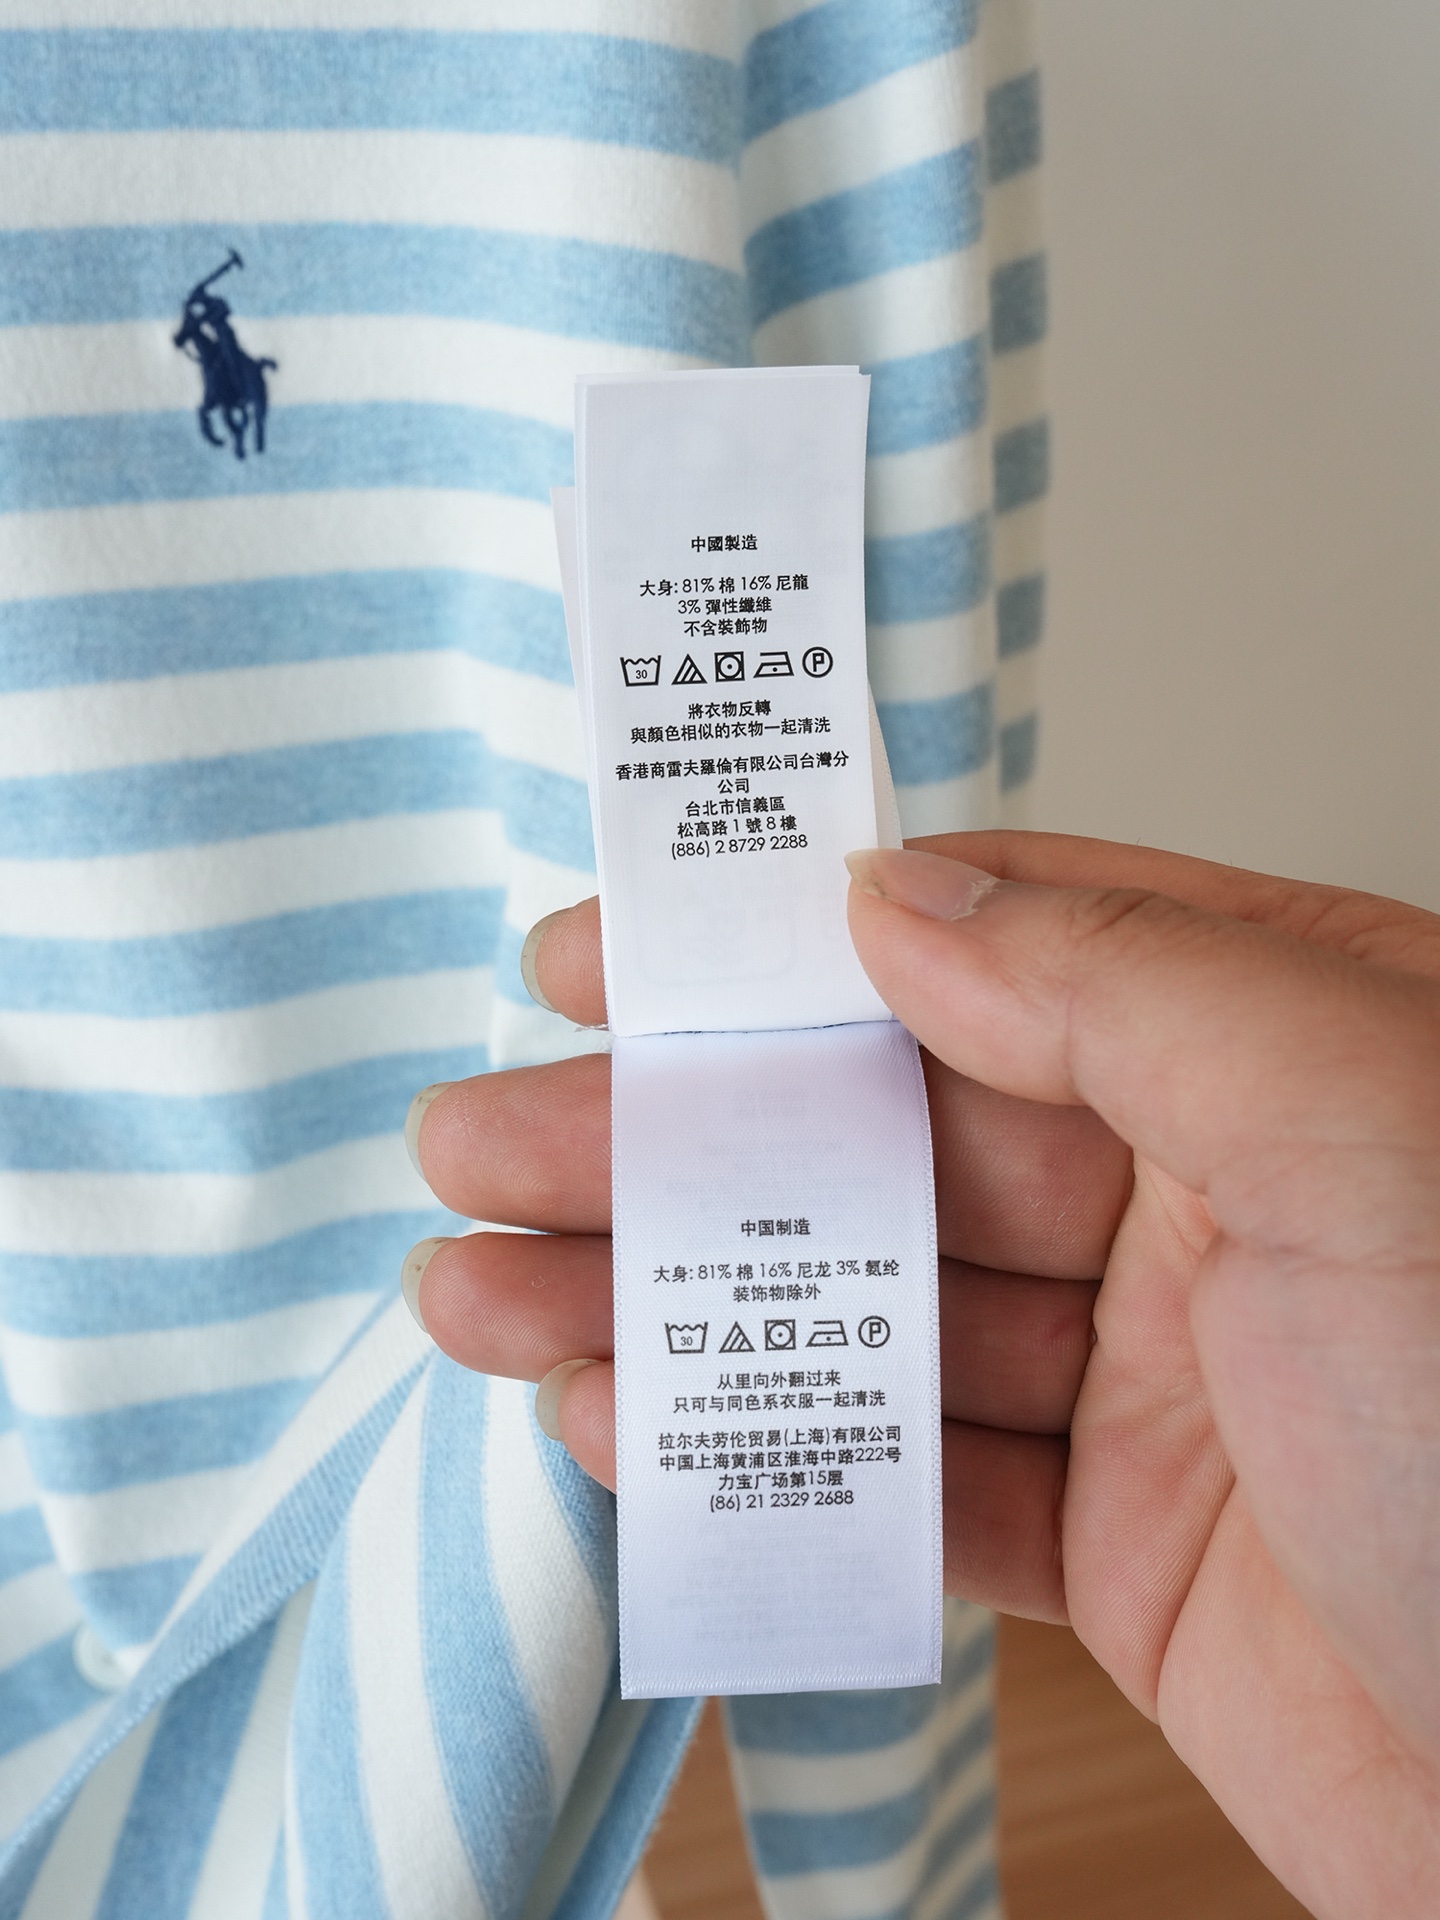 中國製造
大身: 81% 棉 16% 尼龍
3% 彈性纖維
不含裝飾物
30
P
將衣物反轉
與顏色相似的衣物一起清洗
香港商雷夫羅倫有限公司台灣分
公司
台北市信義區
松高路 1 號 8 樓
(886) 2 8729 2288
中国制造
大身: 81% 棉 16% 尼龙 3% 氨纶
装饰物除外
30
P
从里向外翻过来
只可与同色系衣服一起清洗
拉尔夫劳伦贸易(上海)有限公司
中国上海黄浦区淮海中路222号
力宝广场第15层
(86) 21 2329 2688